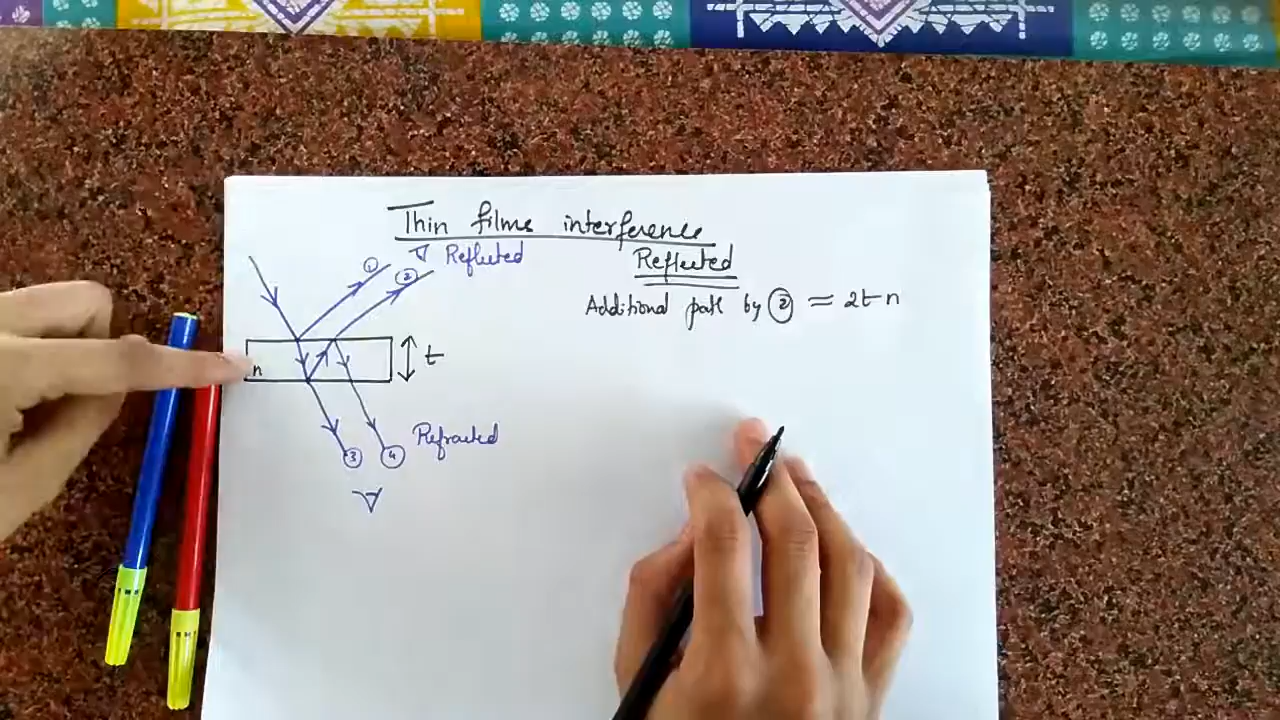 Thin films interference
Reflected
Reflected
Additional path by ② = 2t n
①
②
n
t
Refracted
③
④